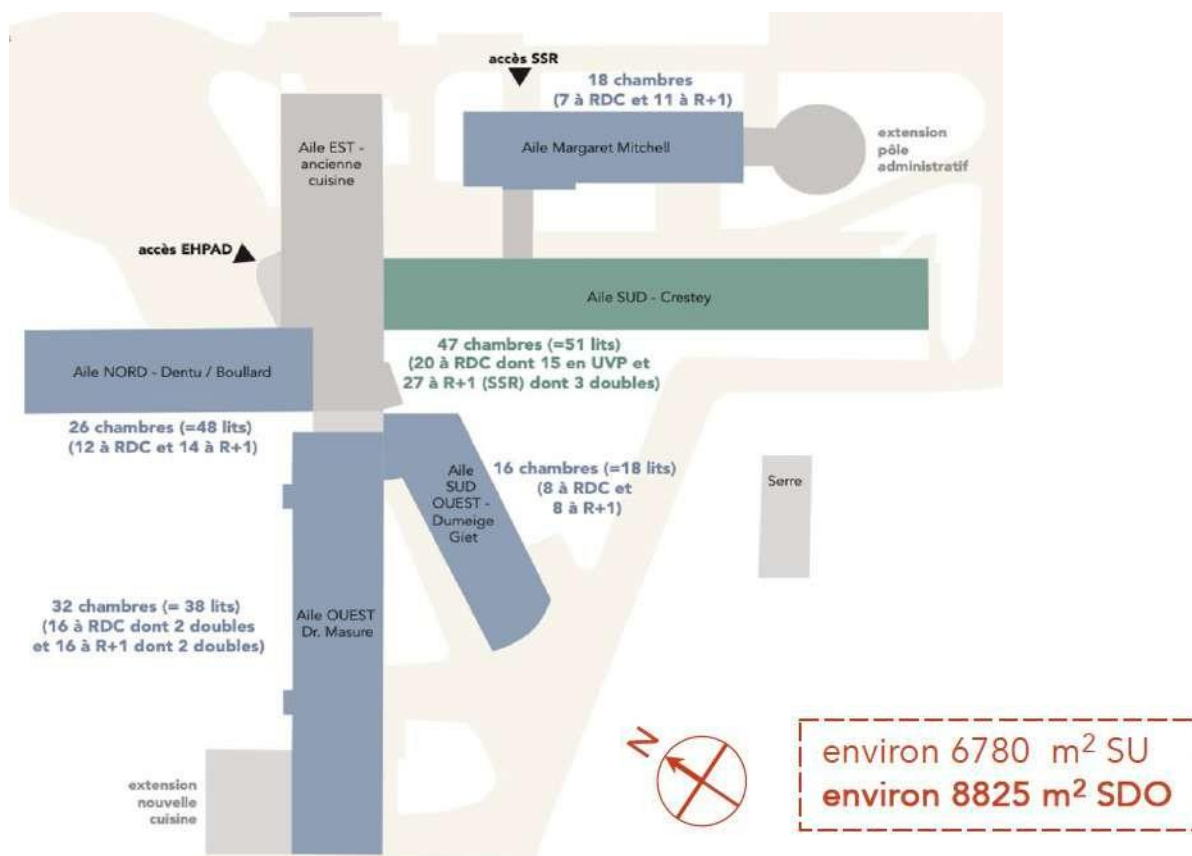 accès SSR
18 chambres
(7 à RDC et 11 à R+1)
Aile EST -
ancienne
cuisine
Aile Margaret Mitchell
extension
pôle
administratif
accès EHPAD
Aile SUD - Crestey
47 chambres (=51 lits)
(20 à RDC dont 15 en UVP et
27 à R+1 (SSR) dont 3 doubles)
Aile NORD - Dentu / Boullard
26 chambres (=48 lits)
(12 à RDC et 14 à R+1)
Aile
SUD
OUEST -
Dumeige
Giet
16 chambres (=18 lits)
(8 à RDC et
8 à R+1)
Serre
32 chambres (= 38 lits)
(16 à RDC dont 2 doubles
et 16 à R+1 dont 2 doubles)
Aile OUEST
Dr. Masure
extension
nouvelle
cuisine
N
environ 6780 m² SU
environ 8825 m² SDO